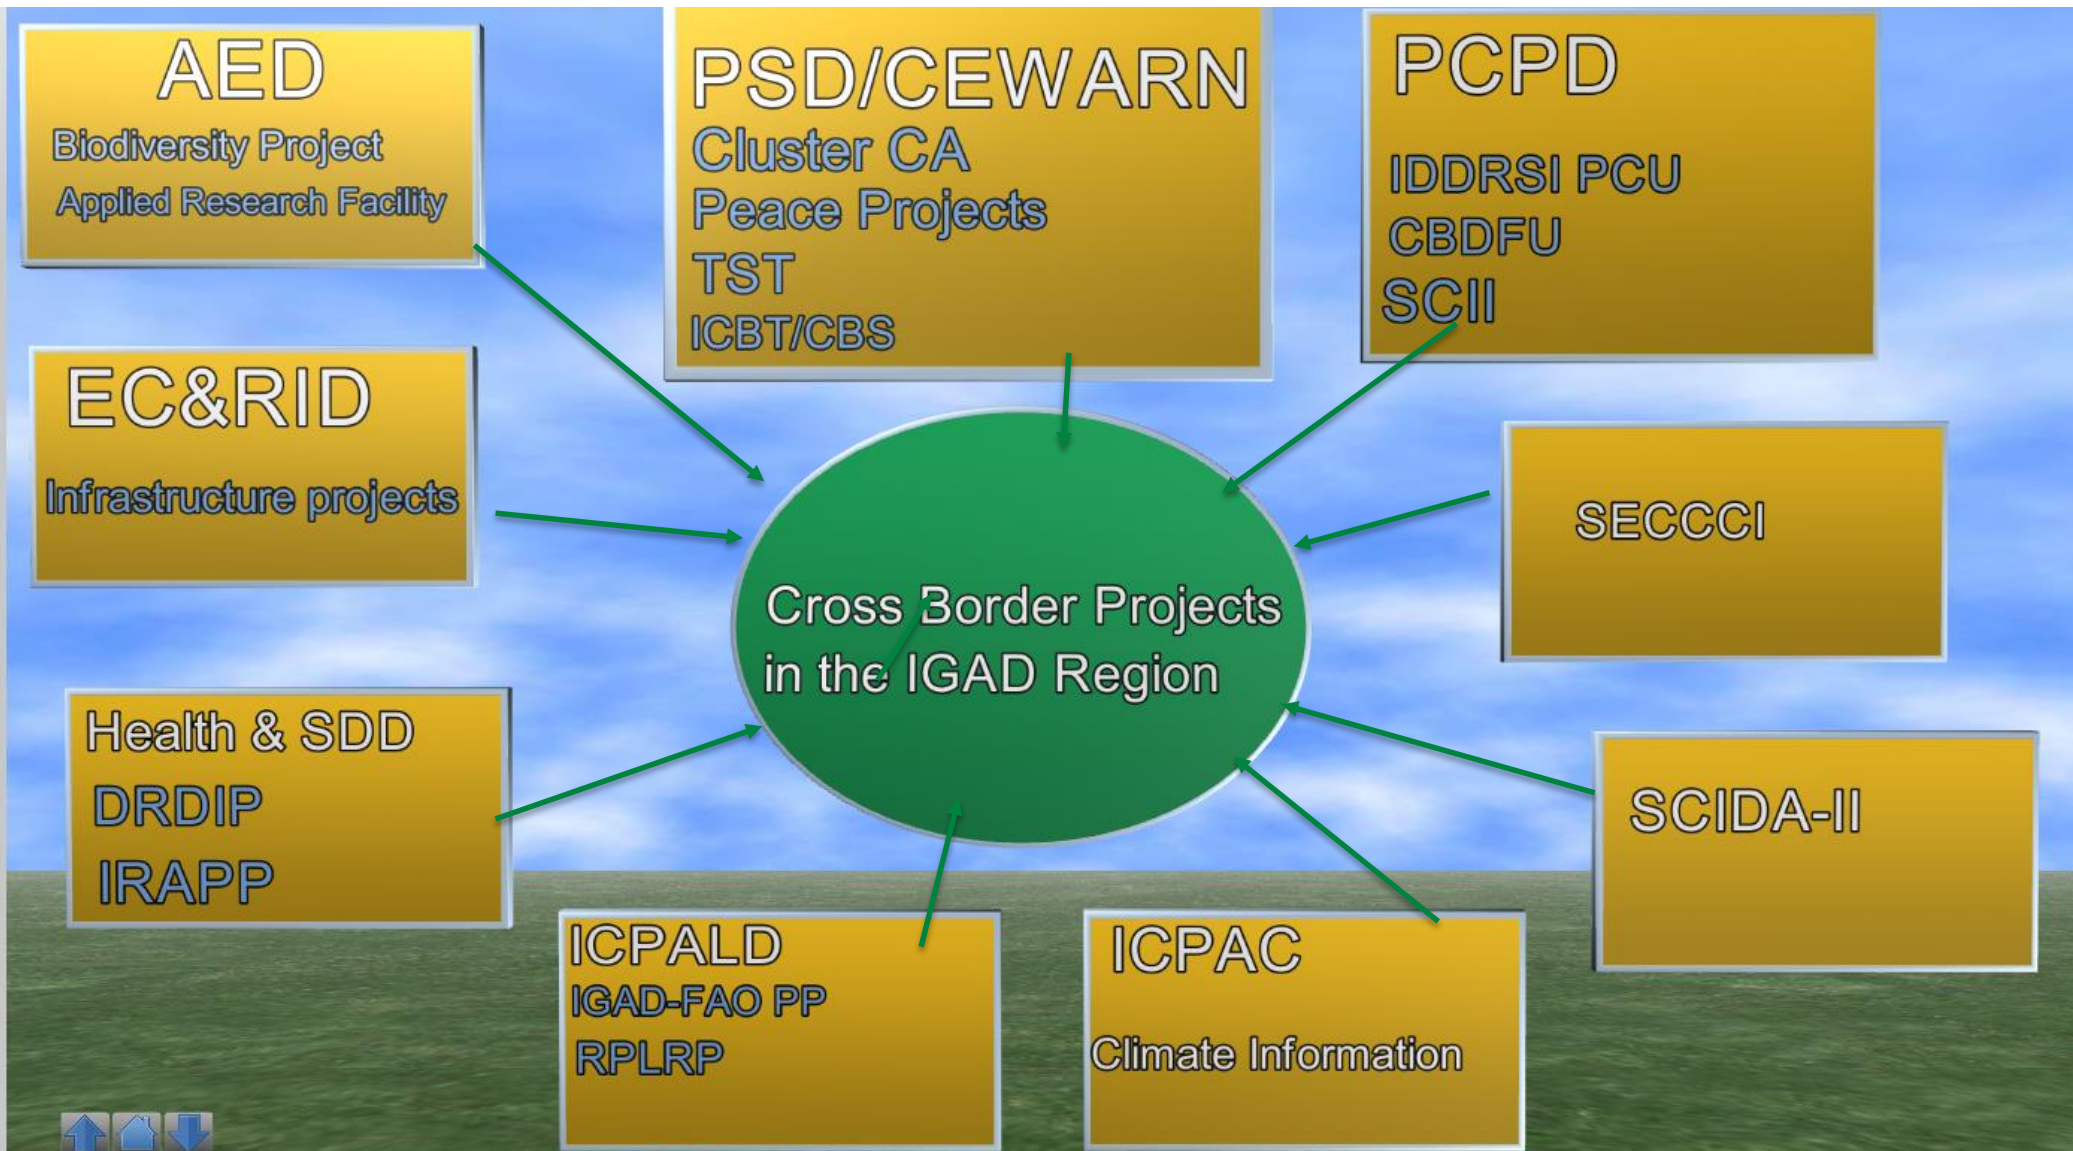 AED
Biodiversity Project
Applied Research Facility
PSD/CEWARN
Cluster CA
Peace Projects
TST
ICBT/CBS
PCPD
IDDRSI PCU
CBDFU
SCII
EC&RID
Infrastructure projects
SECCCI
Cross Border Projects
in the IGAD Region
Health & SDD
DRDIP
IRAPP
SCIDA-II
ICPALD
IGAD-FAO PP
RPLRP
ICPAC
Climate Information